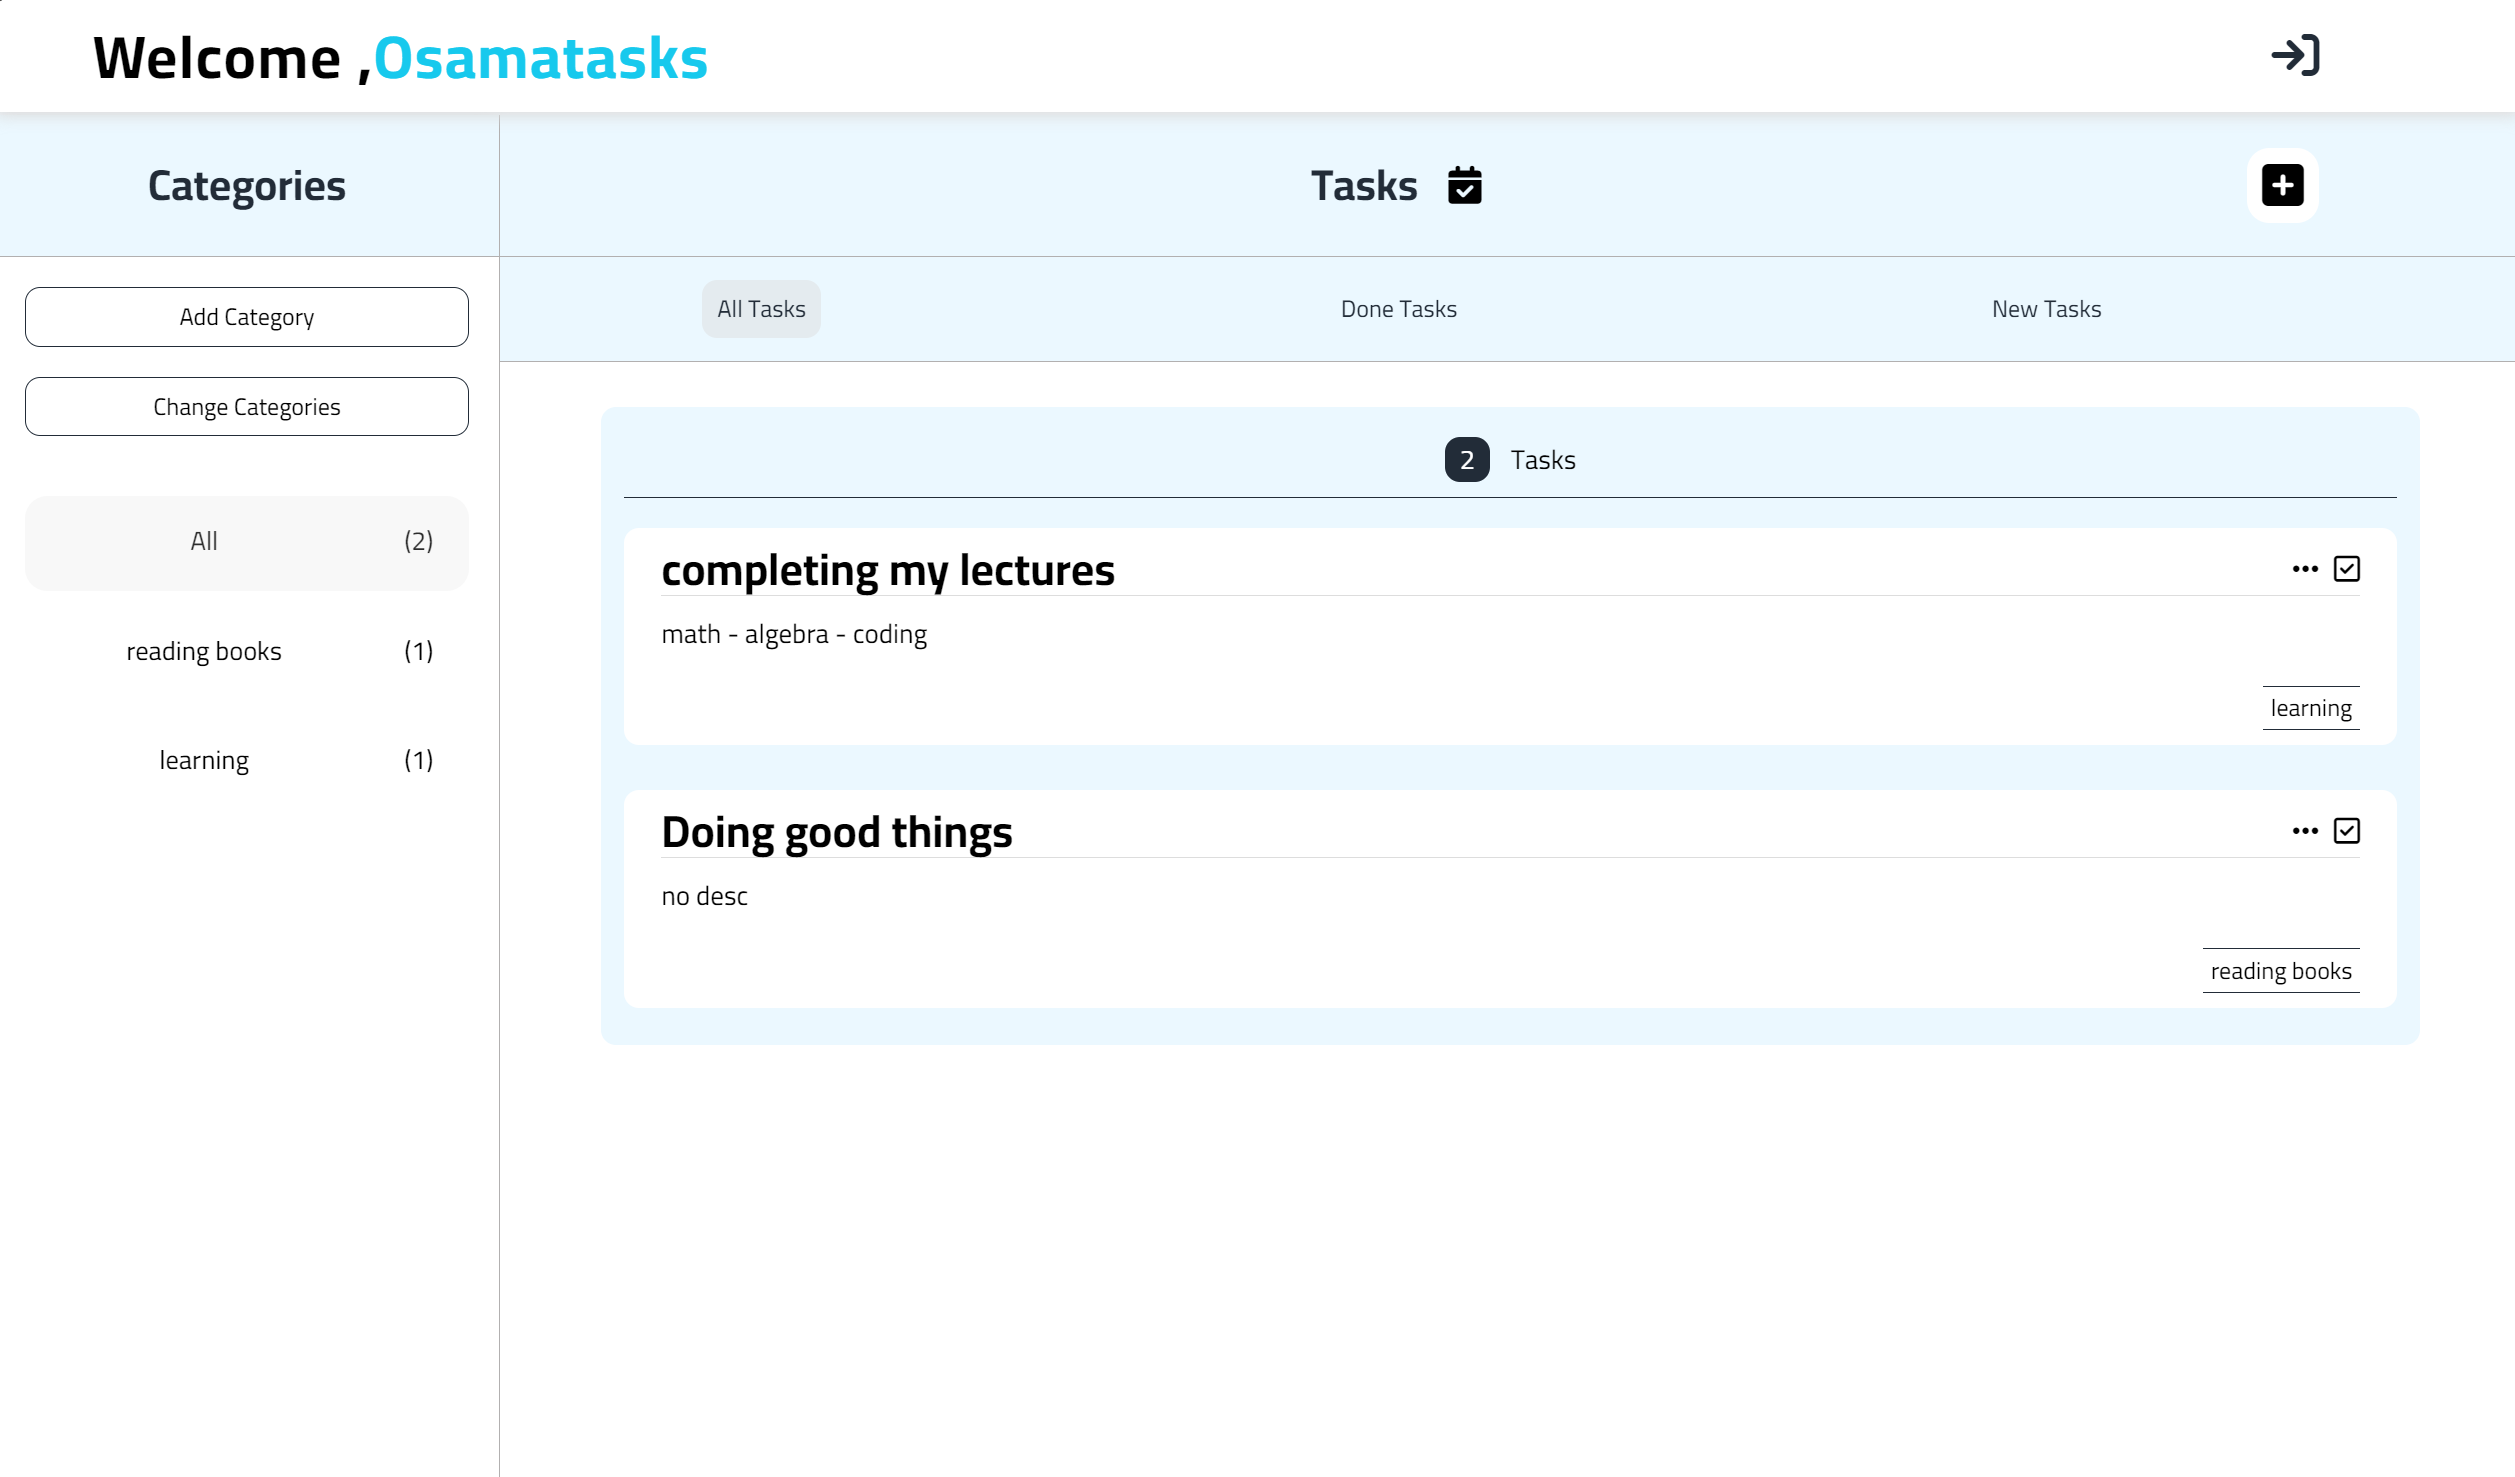 Welcome ,Osamatasks
Categories
Tasks
Add Category
Change Categories
All (2)
reading books (1)
learning (1)
All Tasks
Done Tasks
New Tasks
2 Tasks
completing my lectures
math - algebra - coding
learning
Doing good things
no desc
reading books